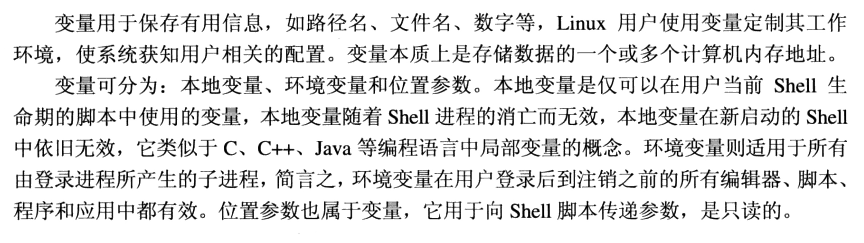 变量用于保存有用信息，如路径名、文件名、数字等，Linux 用户使用变量定制其工作
环境，使系统获知用户相关的配置。变量本质上是存储数据的一个或多个计算机内存地址。
变量可分为：本地变量、环境变量和位置参数。本地变量是仅可以在用户当前 Shell 生
命期的脚本中使用的变量，本地变量随着 Shell 进程的消亡而无效，本地变量在新启动的 Shell
中依旧无效，它类似于 C、C++、Java 等编程语言中局部变量的概念。环境变量则适用于所有
由登录进程所产生的子进程，简言之，环境变量在用户登录后到注销之前的所有编辑器、脚本、
程序和应用中都有效。位置参数也属于变量，它用于向 Shell 脚本传递参数，是只读的。